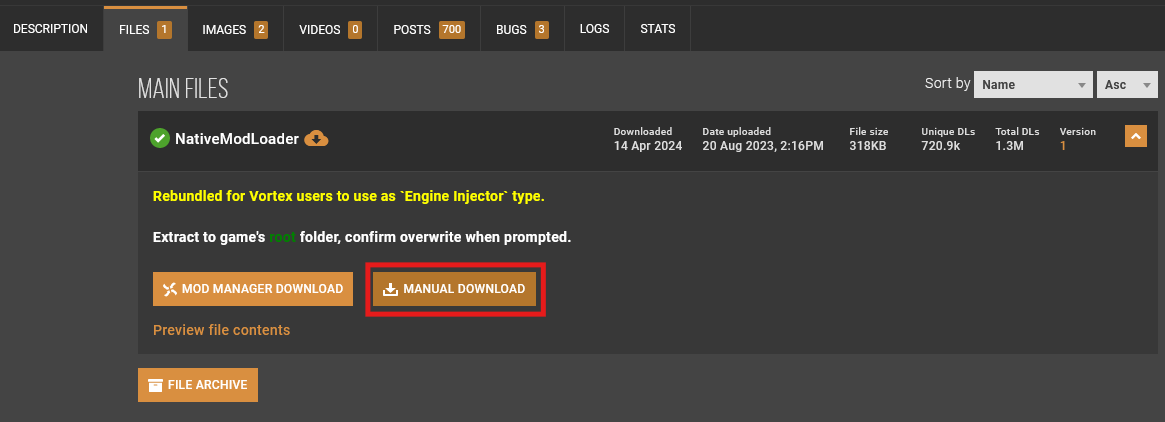 DESCRIPTION FILES 1 IMAGES 2 VIDEOS 0 POSTS 700 BUGS 3 LOGS STATS
MAIN FILES Sort by Name Asc
NativeModLoader
Downloaded Date uploaded File size Unique DLs Total DLs Version
14 Apr 2024 20 Aug 2023, 2:16PM 318KB 720.9k 1.3M 1
Rebundled for Vortex users to use as `Engine Injector` type.
Extract to game's root folder, confirm overwrite when prompted.
MOD MANAGER DOWNLOAD MANUAL DOWNLOAD
Preview file contents
FILE ARCHIVE